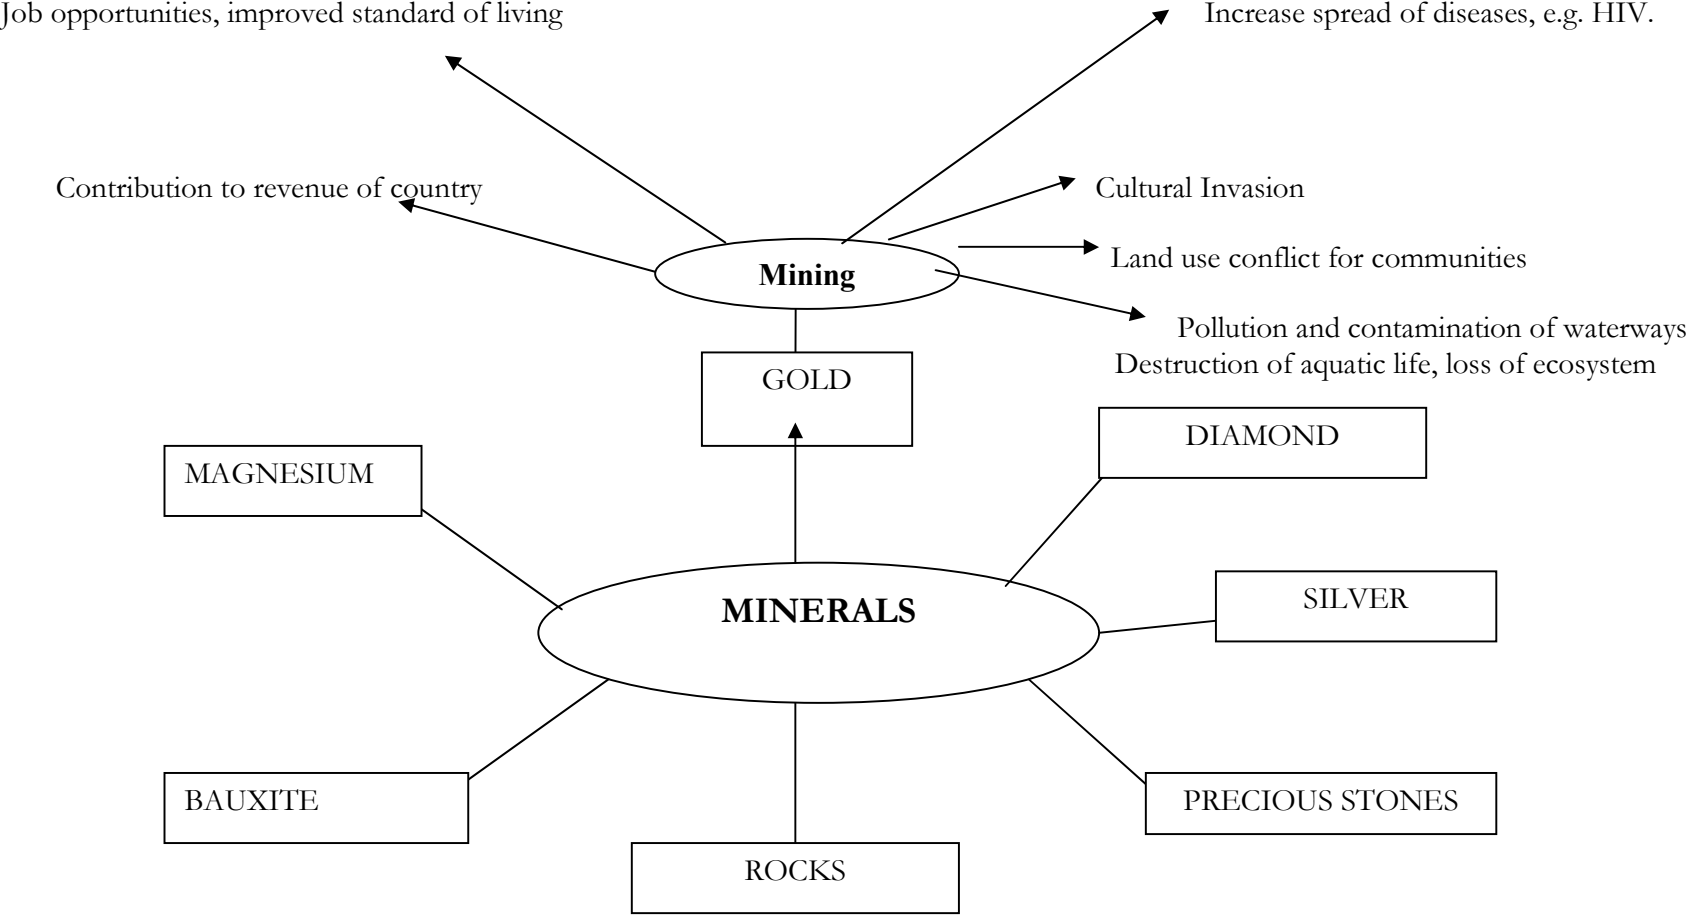 Job opportunities, improved standard of living
Increase spread of diseases, e.g. HIV.
Contribution to revenue of country
Cultural Invasion
Land use conflict for communities
Mining
Pollution and contamination of waterways
Destruction of aquatic life, loss of ecosystem
GOLD
DIAMOND
MAGNESIUM
SILVER
MINERALS
BAUXITE
PRECIOUS STONES
ROCKS